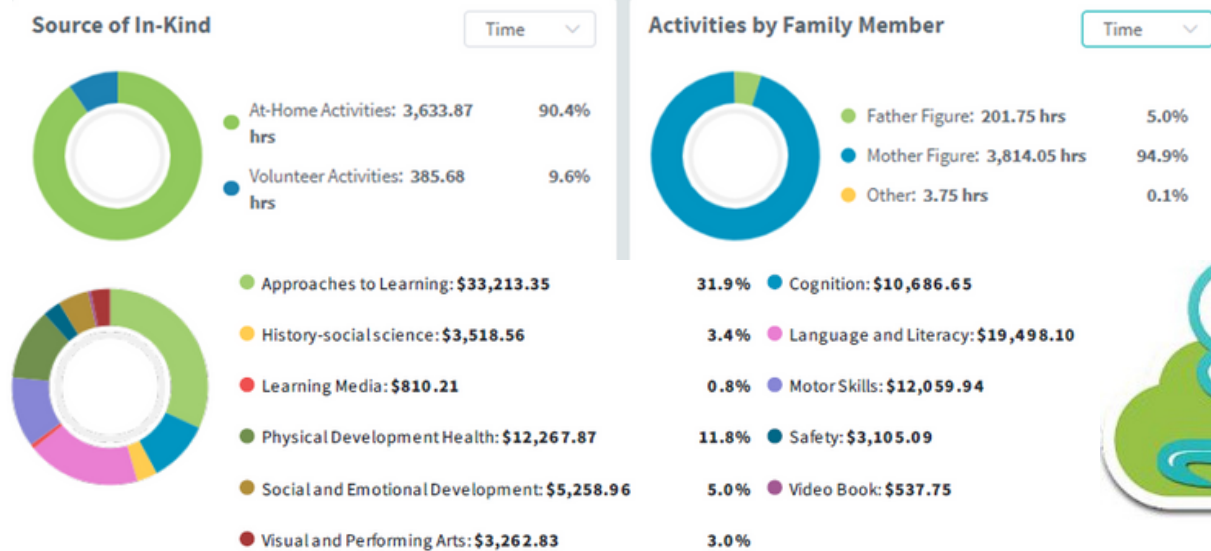 Source of In-Kind
Time
At-Home Activities: 3,633.87 90.4%
hrs
Volunteer Activities: 385.68 9.6%
hrs
Activities by Family Member
Time
Father Figure: 201.75 hrs 5.0%
Mother Figure: 3,814.05 hrs 94.9%
Other: 3.75 hrs 0.1%
Approaches to Learning: $33,213.35 31.9% Cognition: $10,686.65
History-social science: $3,518.56 3.4% Language and Literacy: $19,498.10
Learning Media: $810.21 0.8% Motor Skills: $12,059.94
Physical Development Health: $12,267.87 11.8% Safety: $3,105.09
Social and Emotional Development: $5,258.96 5.0% Video Book: $537.75
Visual and Performing Arts: $3,262.83 3.0%